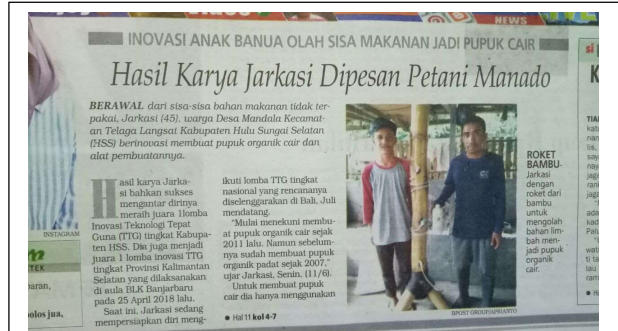 NEWS
INOVASI ANAK BANUA OLAH SISA MAKANAN JADI PUPUK CAIR
Hasil Karya Jarkasi Dipesan Petani Manado
BERAWAL dari sisa-sisa bahan makanan tidak ter-
pakai, Jarkasi (45), warga Desa Mandala Kecamat-
an Telaga Langsat Kabupaten Hulu Sungai Selatan
(HSS) berinovasi membuat pupuk organik cair dan
alat pembuatannya.
Hasil karya Jarka-
si bahkan sukses
mengantar dirinya
meraih juara 1lomba
Inovasi Teknologi Tepat
Guna (TTG) tingkat Kabupa-
ten HSS. Dia juga menjadi
juara 1 lomba inovasi TTG
tingkat Provinsi Kalimantan
Selatan yang dilaksanakan
di aula BLK Banjarbaru
pada 25 April 2018 lalu.
Saat ini, Jarkasi sedang
mempersiapkan diri meng-
ikuti lomba TTG tingkat
nasional yang rencananya
diselenggarakan di Bali, Juli
mendatang.
"Mulai menekuni membu-
at pupuk organik cair sejak
2011 lalu. Namun sebelum-
nya sudah membuat pupuk
organik padat sejak 2007,"
ujar Jarkasi, Senin, (11/6).
Untuk membuat pupuk
cair dia hanya menggunakan
● Hal 11 kol 4-7
ROKET
BAMBU-
Jarkasi
dengan
roket dari
bambu
untuk
mengolah
bahan lim-
bah men-
jadi pupuk
organik
cair.
BPOST GROUP/APRIANTO
INSTAGRAM
TEK
paran,
olos jua,
si
K